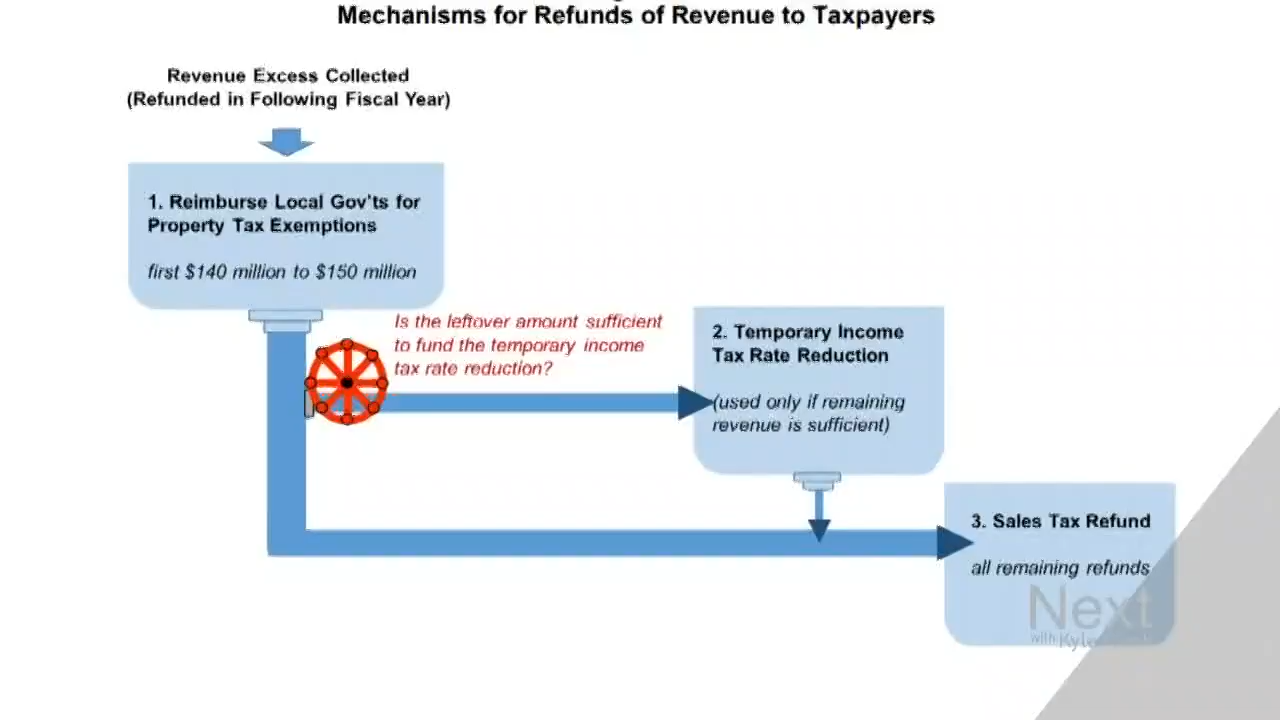 Mechanisms for Refunds of Revenue to Taxpayers
Revenue Excess Collected
(Refunded in Following Fiscal Year)
1. Reimburse Local Gov'ts for
Property Tax Exemptions
first $140 million to $150 million
Is the leftover amount sufficient
to fund the temporary income
tax rate reduction?
2. Temporary Income
Tax Rate Reduction
(used only if remaining
revenue is sufficient)
3. Sales Tax Refund
all remaining refunds
Next
with Kyle